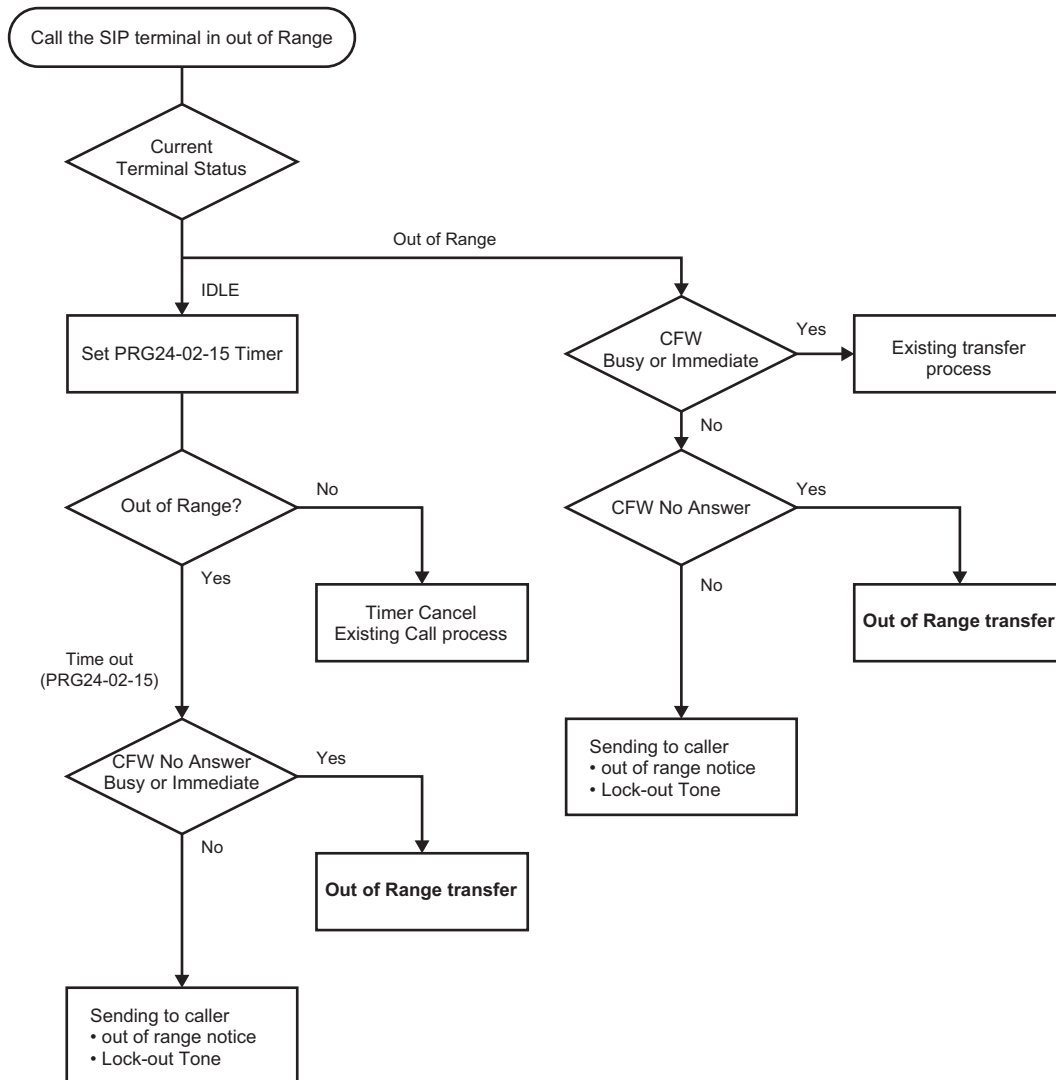 Call the SIP terminal in out of Range
Current
Terminal Status
Out of Range
IDLE
Set PRG24-02-15 Timer
CFW
Busy or Immediate
Yes
Existing transfer
process
No
Out of Range?
No
CFW No Answer
Yes
Yes
No
Timer Cancel
Existing Call process
Out of Range transfer
Time out
(PRG24-02-15)
CFW No Answer
Busy or Immediate
Yes
Sending to caller
• out of range notice
• Lock-out Tone
No
Out of Range transfer
Sending to caller
• out of range notice
• Lock-out Tone